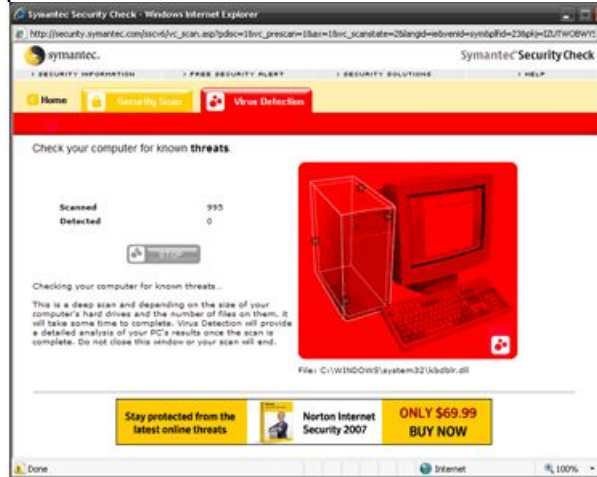 Symantec Security Check - Windows Internet Explorer
symantec.
Symantec Security Check
› SECURITY INFORMATION › FREE SECURITY ALERT › SECURITY SOLUTIONS › HELP
Home Security Scan Virus Detection
Check your computer for known threats.
Scanned 995
Detected 0
STOP
Checking your computer for known threats...
This is a deep scan and depending on the size of your
computer's hard drives and the number of files on them, it
will take some time to complete. Virus Detection will provide
a detailed analysis of your PC's results once the scan is
complete. Do not close this window or your scan will end.
File: C:\WINDOWS\system32\kbdblr.dll
Stay protected from the
latest online threats
Norton Internet
Security 2007
ONLY $69.99
BUY NOW
Done Internet 100%